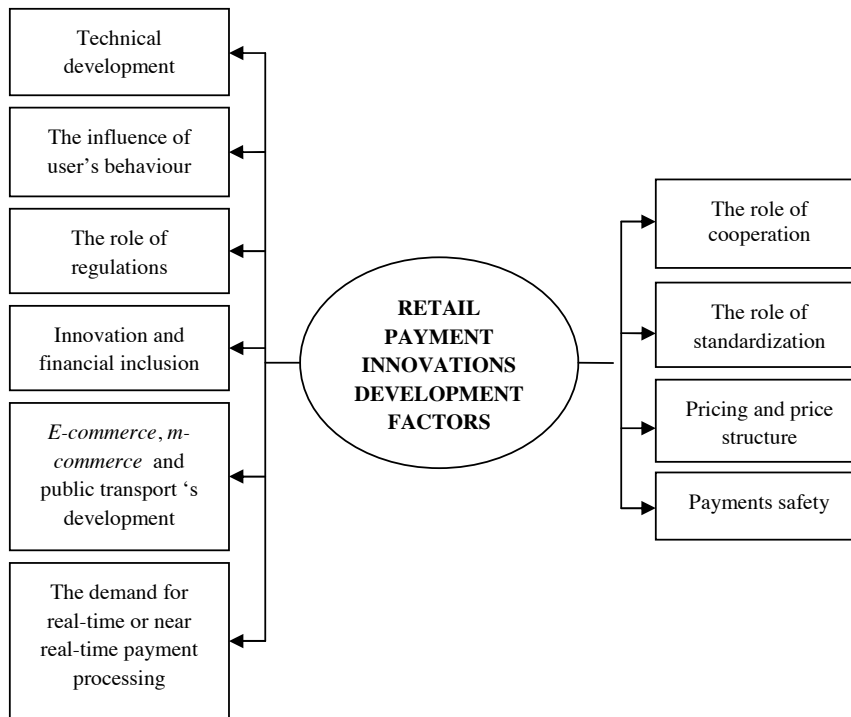 Technical
development
The influence of
user’s behaviour
The role of
regulations
Innovation and
financial inclusion
E-commerce, m-
commerce and
public transport ‘s
development
The demand for
real-time or near
real-time payment
processing
RETAIL
PAYMENT
INNOVATIONS
DEVELOPMENT
FACTORS
The role of
cooperation
The role of
standardization
Pricing and price
structure
Payments safety